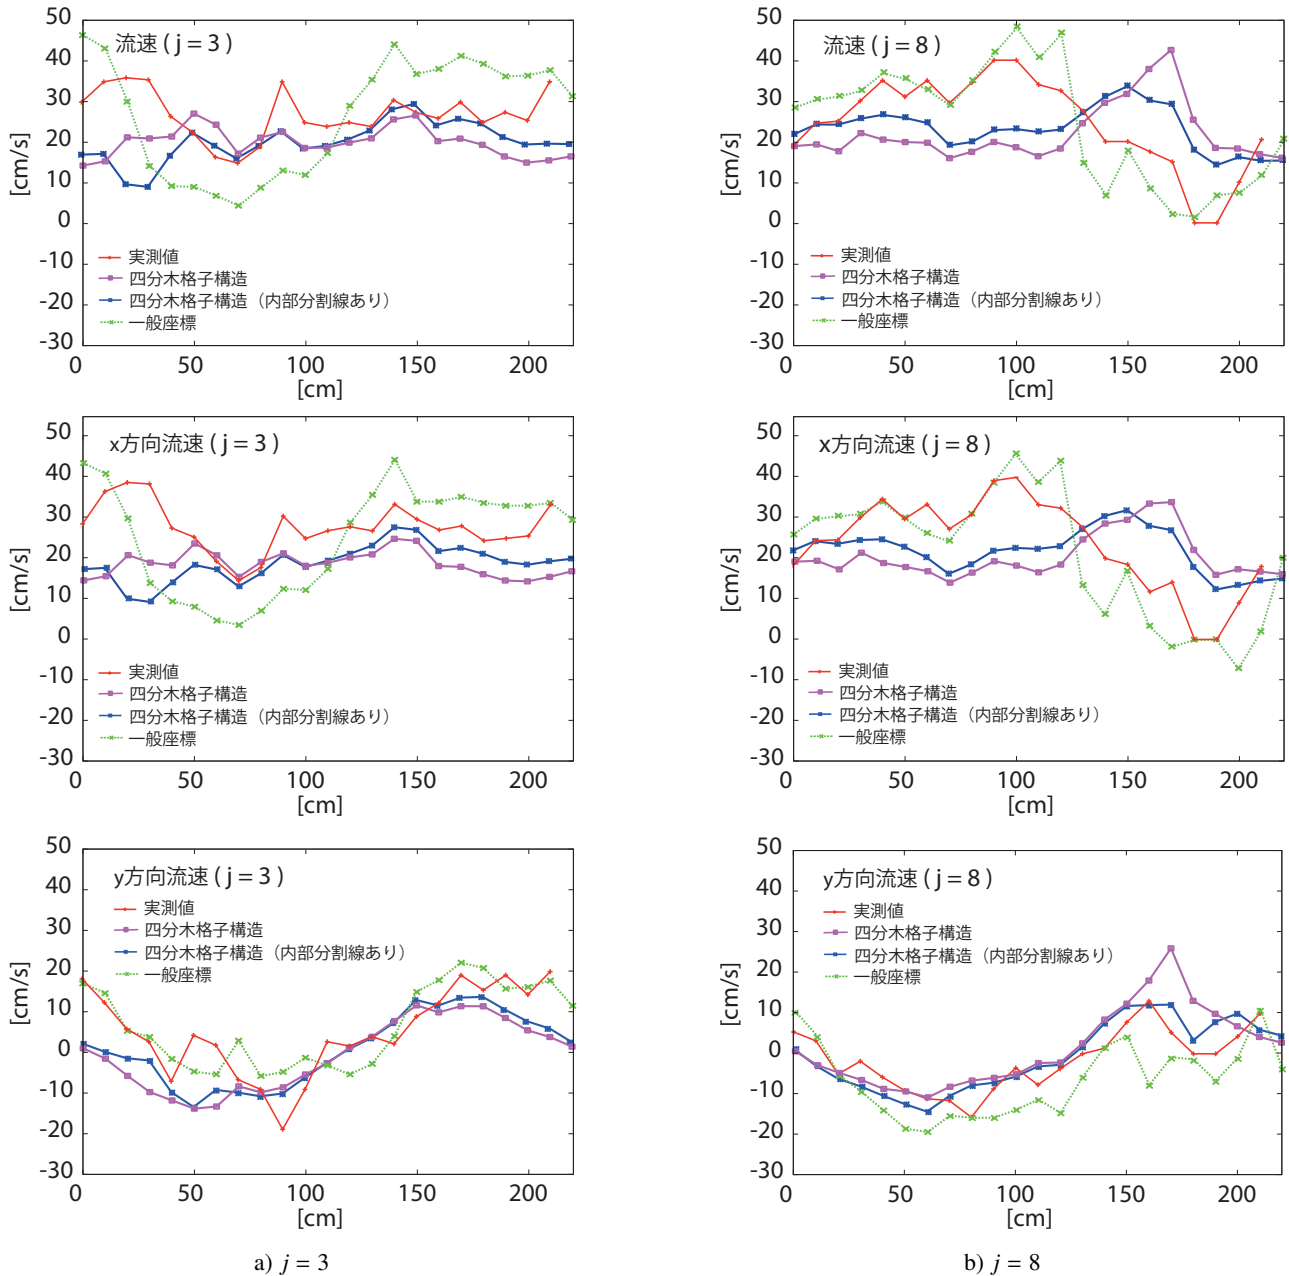 流速 ( j = 3 )
50
40
30
20
10
0
-10
-20
-30
[cm/s]
実測値
四分木格子構造
四分木格子構造（内部分割線あり）
一般座標
0 50 100 150 200
[cm]
流速 ( j = 8 )
50
40
30
20
10
0
-10
-20
-30
[cm/s]
実測値
四分木格子構造
四分木格子構造（内部分割線あり）
一般座標
0 50 100 150 200
[cm]
x方向流速 ( j = 3 )
50
40
30
20
10
0
-10
-20
-30
[cm/s]
実測値
四分木格子構造
四分木格子構造（内部分割線あり）
一般座標
0 50 100 150 200
[cm]
x方向流速 ( j = 8 )
50
40
30
20
10
0
-10
-20
-30
[cm/s]
実測値
四分木格子構造
四分木格子構造（内部分割線あり）
一般座標
0 50 100 150 200
[cm]
y方向流速 ( j = 3 )
50
40
30
20
10
0
-10
-20
-30
[cm/s]
実測値
四分木格子構造
四分木格子構造（内部分割線あり）
一般座標
0 50 100 150 200
[cm]
y方向流速 ( j = 8 )
50
40
30
20
10
0
-10
-20
-30
[cm/s]
実測値
四分木格子構造
四分木格子構造（内部分割線あり）
一般座標
0 50 100 150 200
[cm]
a) j = 3
b) j = 8